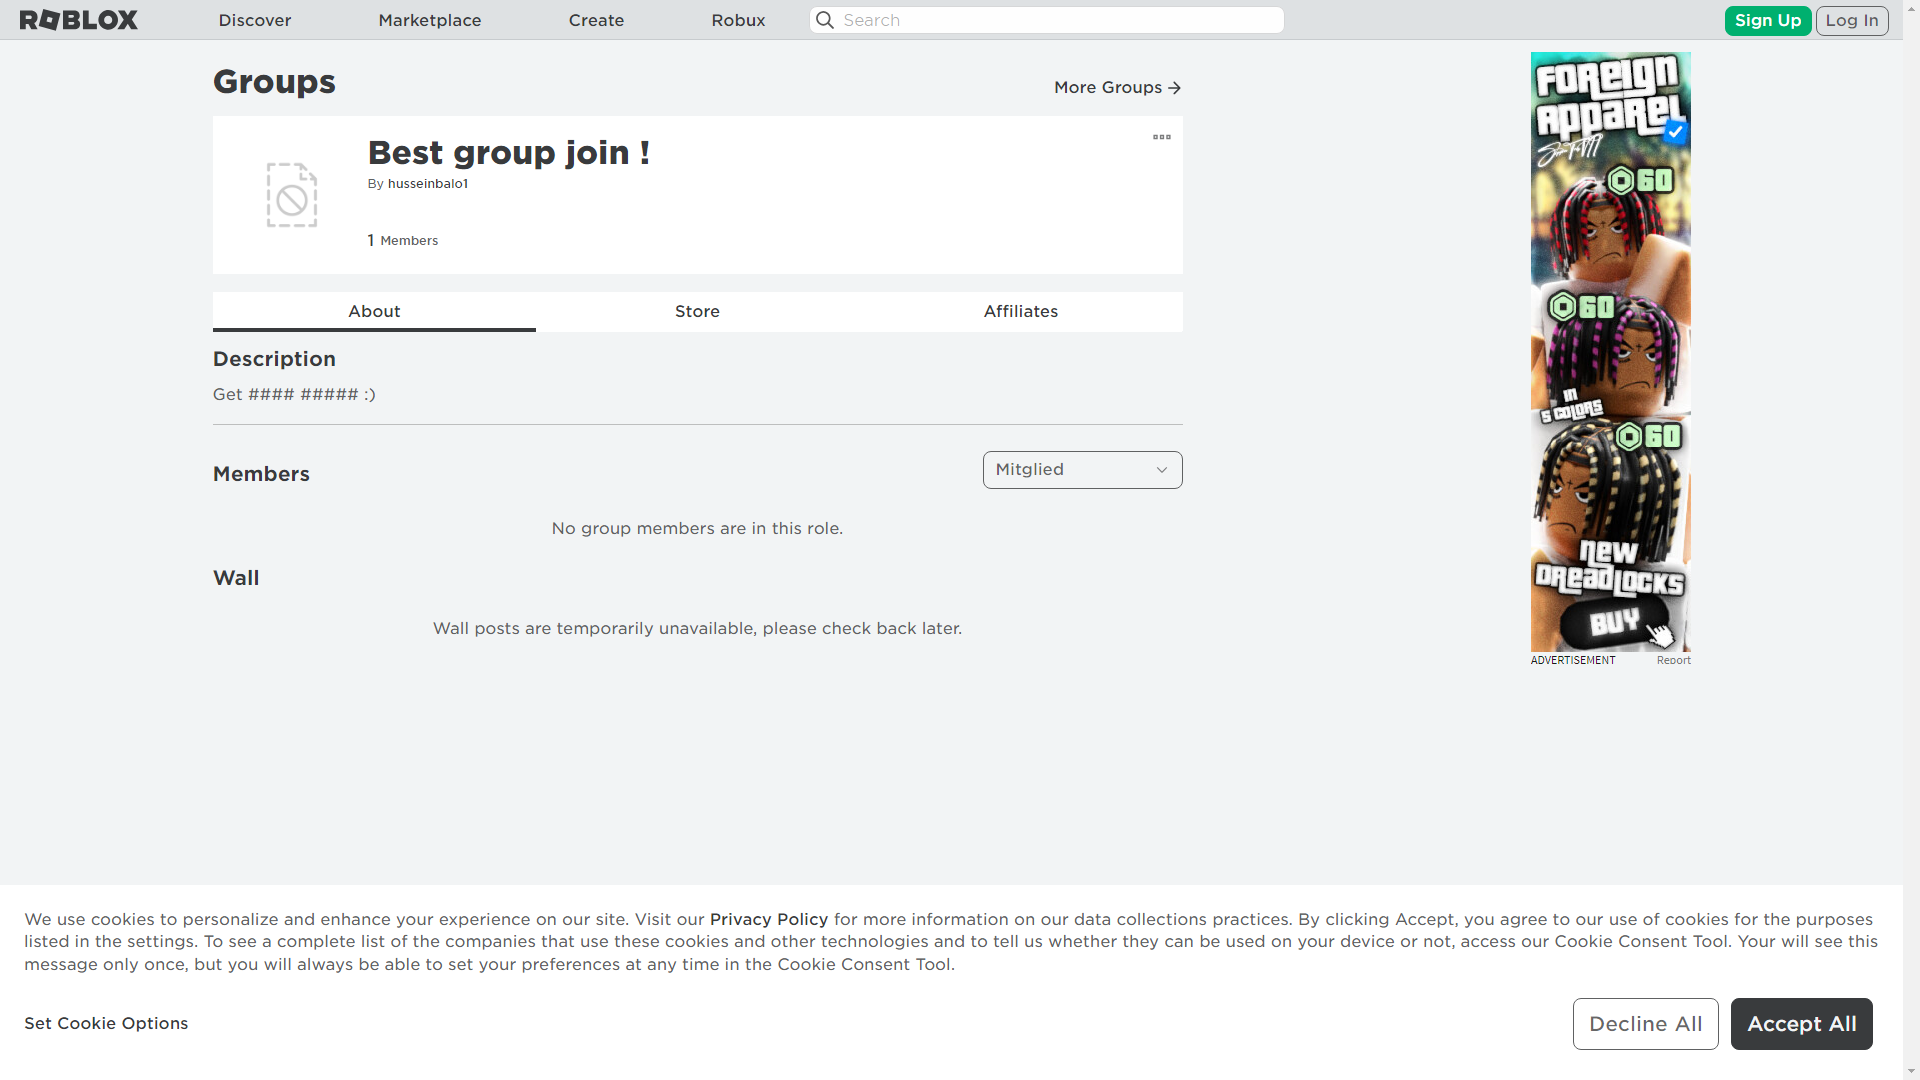 ROBLOX
Discover
Marketplace
Create
Robux
Search
Sign Up
Log In
Groups
More Groups
Best group join !
By husseinbalo1
1 Members
About
Store
Affiliates
Description
Get #### ##### :)
Members
Mitglied
No group members are in this role.
Wall
Wall posts are temporarily unavailable, please check back later.
FOREIGN
APPAREL
60
60
IN
5 COLORS
60
NEW
DREADLOCKS
BUY
ADVERTISEMENT
Report
We use cookies to personalize and enhance your experience on our site. Visit our Privacy Policy for more information on our data collections practices. By clicking Accept, you agree to our use of cookies for the purposes
listed in the settings. To see a complete list of the companies that use these cookies and other technologies and to tell us whether they can be used on your device or not, access our Cookie Consent Tool. Your will see this
message only once, but you will always be able to set your preferences at any time in the Cookie Consent Tool.
Set Cookie Options
Decline All
Accept All